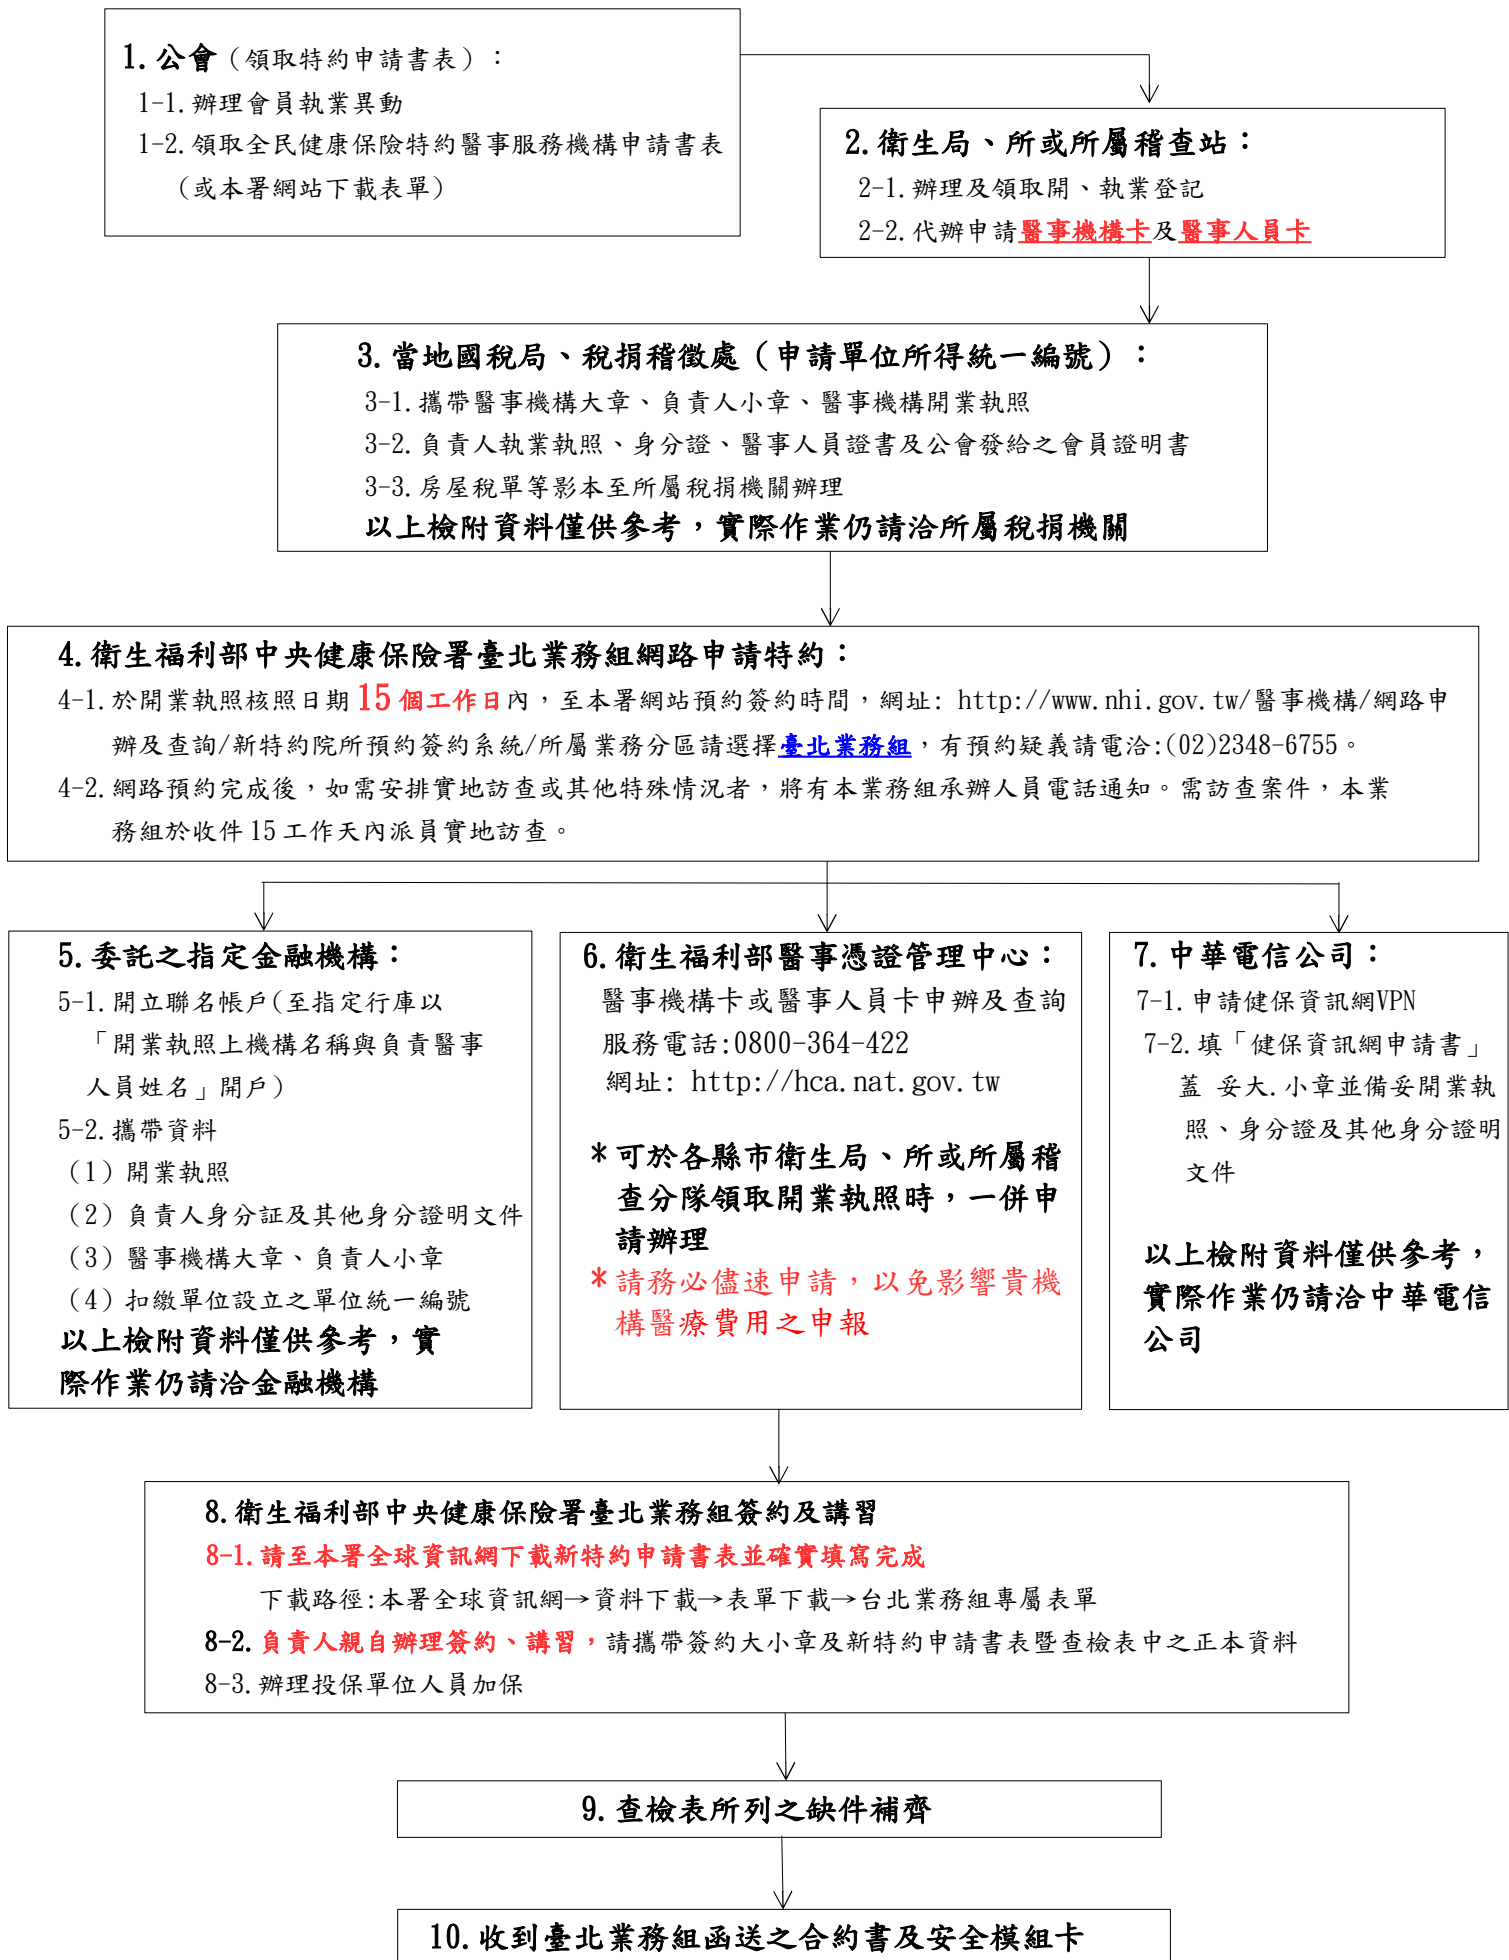 1.公會（領取特約申請書表）：
1-1.辦理會員執業異動
1-2.領取全民健康保險特約醫事服務機構申請書表
（或本署網站下載表單）
2.衛生局、所或所屬稽查站：
2-1.辦理及領取開、執業登記
2-2.代辦申請醫事機構卡及醫事人員卡
3.當地國稅局、稅捐稽徵處（申請單位所得統一編號）：
3-1.攜帶醫事機構大章、負責人小章、醫事機構開業執照
3-2.負責人執業執照、身分證、醫事人員證書及公會發給之會員證明書
3-3.房屋稅單等影本至所屬稅捐機關辦理
以上檢附資料僅供參考，實際作業仍請洽所屬稅捐機關
4.衛生福利部中央健康保險署臺北業務組網路申請特約：
4-1.於開業執照核照日期15個工作日內，至本署網站預約簽約時間，網址: http://www.nhi.gov.tw/醫事機構/網路申
辦及查詢/新特約院所預約簽約系統/所屬業務分區請選擇臺北業務組，有預約疑義請電洽:(02)2348-6755。
4-2.網路預約完成後，如需安排實地訪查或其他特殊情況者，將有本業務組承辦人員電話通知。需訪查案件，本業
務組於收件15工作天內派員實地訪查。
5.委託之指定金融機構：
5-1.開立聯名帳戶(至指定行庫以
「開業執照上機構名稱與負責醫事
人員姓名」開戶)
5-2.攜帶資料
（1）開業執照
（2）負責人身分証及其他身分證明文件
（3）醫事機構大章、負責人小章
（4）扣繳單位設立之單位統一編號
以上檢附資料僅供參考，實
際作業仍請洽金融機構
6.衛生福利部醫事憑證管理中心：
醫事機構卡或醫事人員卡申辦及查詢
服務電話:0800-364-422
網址: http://hca.nat.gov.tw
*可於各縣市衛生局、所或所屬稽
查分隊領取開業執照時，一併申
請辦理
*請務必儘速申請，以免影響貴機
構醫療費用之申報
7.中華電信公司：
7-1.申請健保資訊網VPN
7-2.填「健保資訊網申請書」
蓋 妥大.小章並備妥開業執
照、身分證及其他身分證明
文件
以上檢附資料僅供參考，
實際作業仍請洽中華電信
公司
8.衛生福利部中央健康保險署臺北業務組簽約及講習
8-1.請至本署全球資訊網下載新特約申請書表並確實填寫完成
下載路徑:本署全球資訊網→資料下載→表單下載→台北業務組專屬表單
8-2.負責人親自辦理簽約、講習，請攜帶簽約大小章及新特約申請書表暨查檢表中之正本資料
8-3.辦理投保單位人員加保
9.查檢表所列之缺件補齊
10.收到臺北業務組函送之合約書及安全模組卡